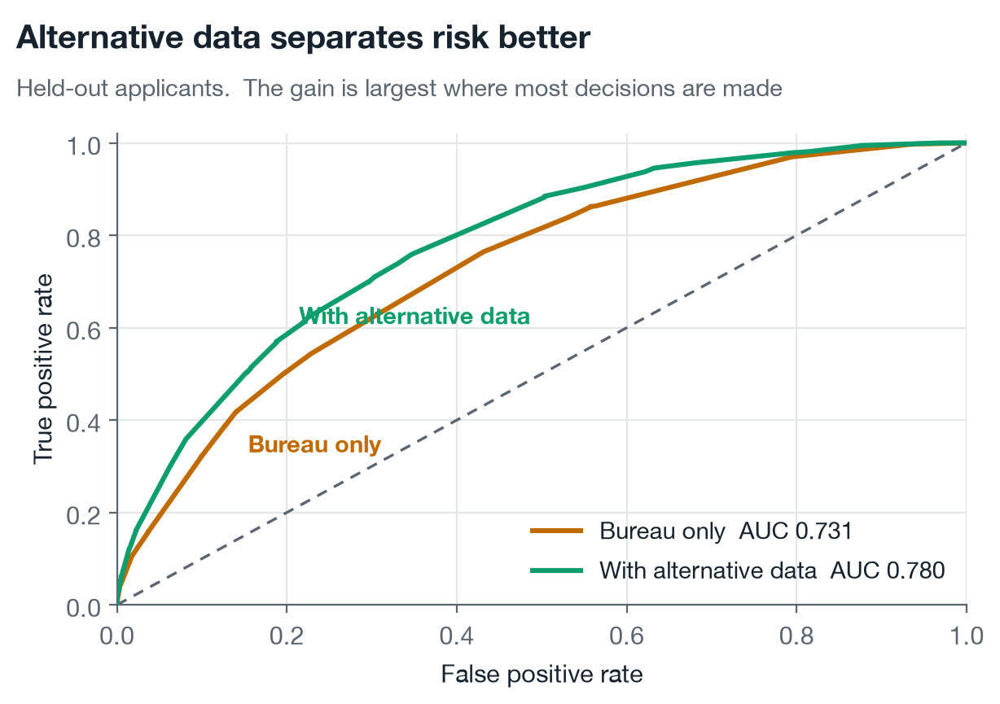 Alternative data separates risk better
Held-out applicants.  The gain is largest where most decisions are made
True positive rate
1.0
0.8
0.6
0.4
0.2
0.0
With alternative data
Bureau only
Bureau only  AUC 0.731
With alternative data  AUC 0.780
0.0 0.2 0.4 0.6 0.8 1.0
False positive rate